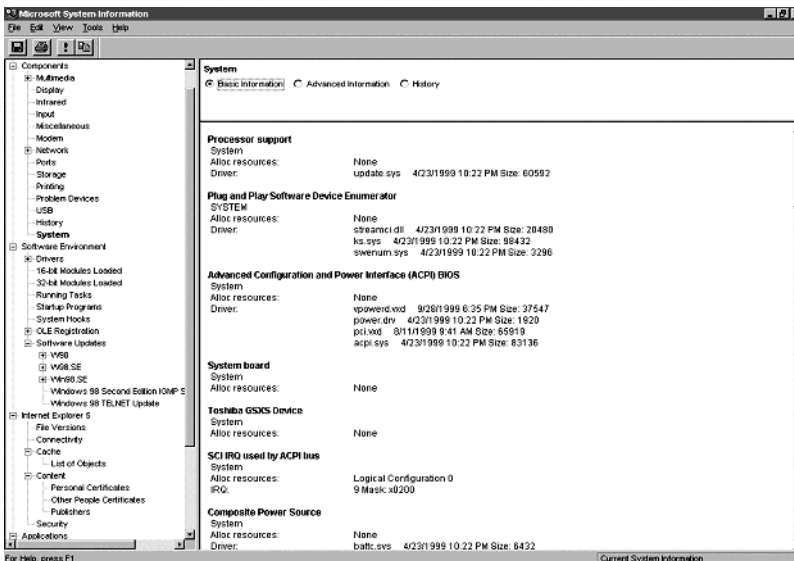 Microsoft System Information
File Edit View Tools Help
Components
Multimedia
Display
Infrared
Input
Miscellaneous
Modem
Network
Ports
Storage
Printing
Problem Devices
USB
History
System
Software Environment
Drivers
16-bit Modules Loaded
32-bit Modules Loaded
Running Tasks
Startup Programs
System Hooks
OLE Registration
Software Updates
W98
W98.SE
Win98.SE
Windows 98 Second Edition IGMP S
Windows 98 TELNET Update
Internet Explorer 5
File Versions
Connectivity
Cache
List of Objects
Content
Personal Certificates
Other People Certificates
Publishers
Security
Applications
System
Basic Information Advanced Information History
Processor support
System
Alloc resources: None
Driver: update.sys 4/23/1999 10:22 PM Size: 60592
Plug and Play Software Device Enumerator
SYSTEM
Alloc resources: None
Driver: streamci.dll 4/23/1999 10:22 PM Size: 20480
ks.sys 4/23/1999 10:22 PM Size: 98432
swenum.sys 4/23/1999 10:22 PM Size: 3296
Advanced Configuration and Power Interface (ACPI) BIOS
System
Alloc resources: None
Driver: vpowerd.vxd 9/28/1999 6:35 PM Size: 37547
power.drv 4/23/1999 10:22 PM Size: 1920
pci.vxd 8/11/1999 9:41 AM Size: 65919
acpi.sys 4/23/1999 10:22 PM Size: 83136
System board
System
Alloc resources: None
Toshiba GSXS Device
System
Alloc resources: None
SCI IRQ used by ACPI bus
System
Alloc resources: Logical Configuration 0
IRQ: 9 Mask: x0200
Composite Power Source
System
Alloc resources: None
Driver: battc.sys 4/23/1999 10:22 PM Size: 6432
For Help, press F1
Current System Information